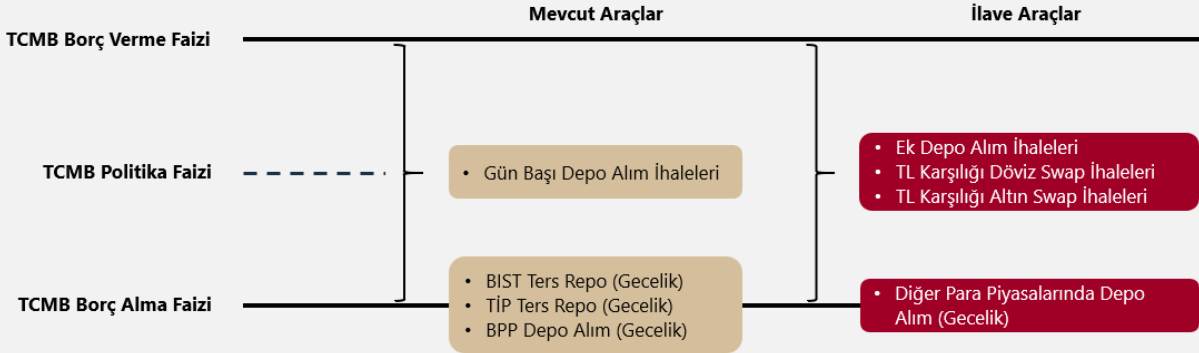 Mevcut Araçlar
İlave Araçlar
TCMB Borç Verme Faizi
TCMB Politika Faizi
• Gün Başı Depo Alım İhaleleri
• Ek Depo Alım İhaleleri
• TL Karşılığı Döviz Swap İhaleleri
• TL Karşılığı Altın Swap İhaleleri
TCMB Borç Alma Faizi
• BIST Ters Repo (Gecelik)
• TİP Ters Repo (Gecelik)
• BPP Depo Alım (Gecelik)
• Diğer Para Piyasalarında Depo
Alım (Gecelik)